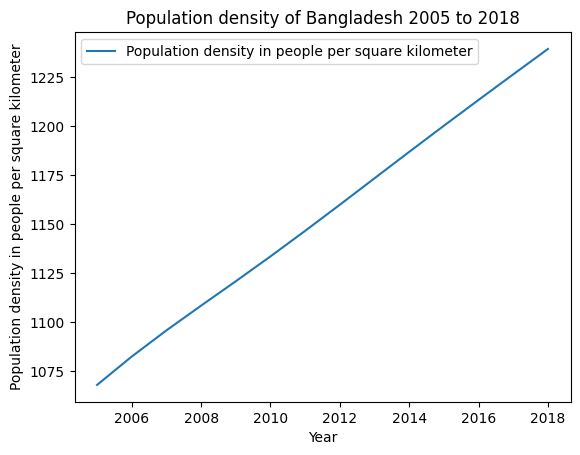 Population density of Bangladesh 2005 to 2018
Population density in people per square kilometer
Population density in people per square kilometer
1225
1200
1175
1150
1125
1100
1075
2006 2008 2010 2012 2014 2016 2018
Year